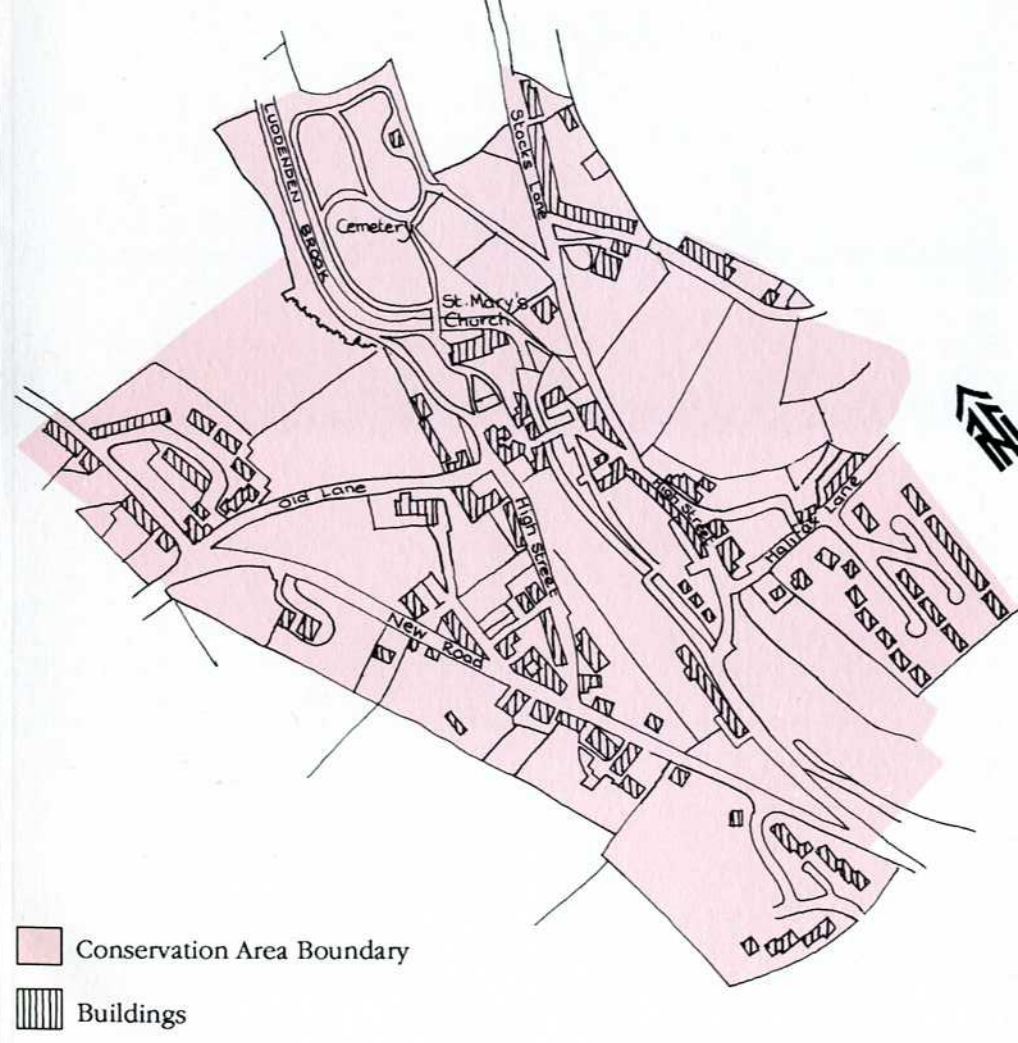 LUDDENDEN BROOK
Stocks Lane
Cemetery
St. Mary's
Church
Old Lane
High Street
High Street
Halifax Lane
New
Road
N
Conservation Area Boundary
Buildings